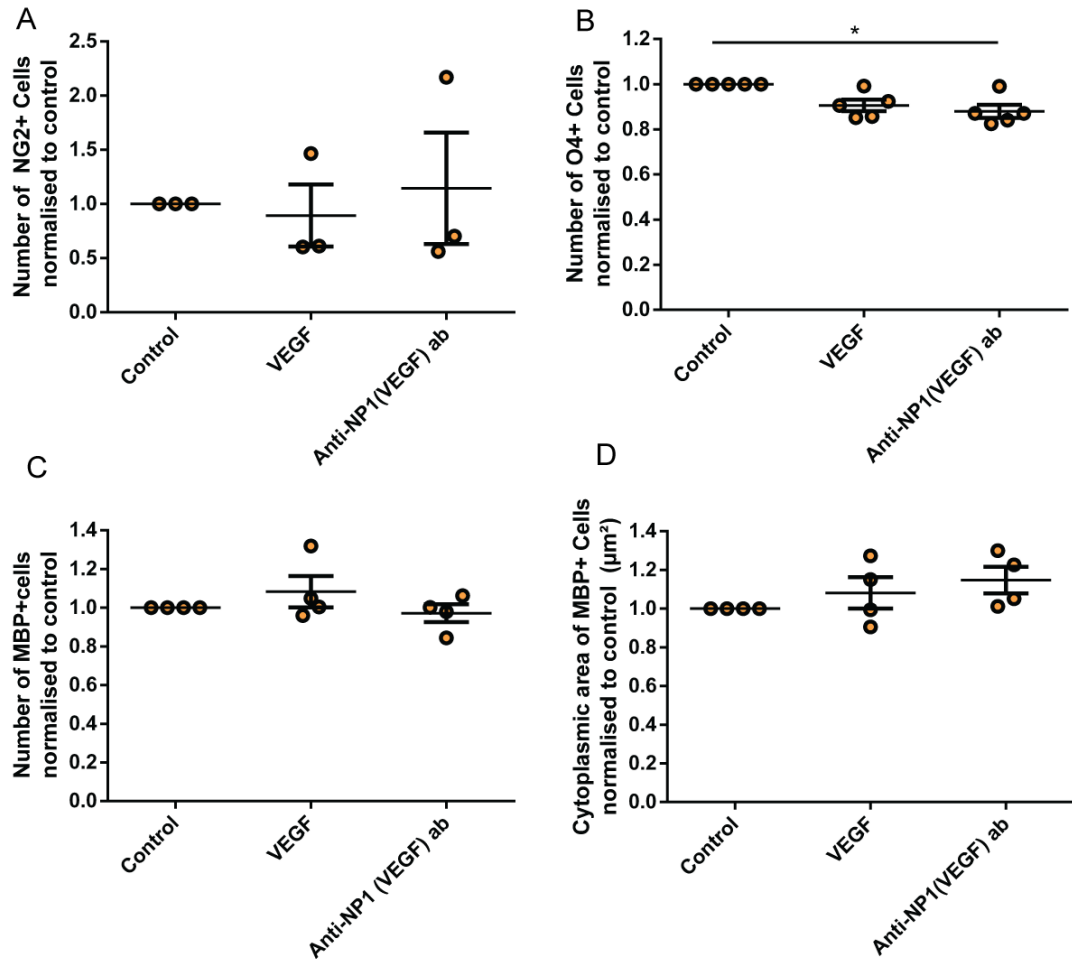 A
Number of NG2+ Cells
normalised to control
2.5
2.0
1.5
1.0
0.5
0.0
Control
VEGF
Anti-NP1(VEGF) ab
B
Number of O4+ Cells
normalised to control
*
1.2
1.0
0.8
0.6
0.4
0.2
0.0
Control
VEGF
Anti-NP1(VEGF) ab
C
Number of MBP+cells
normalised to control
1.4
1.2
1.0
0.8
0.6
0.4
0.2
0.0
Control
VEGF
Anti-NP1 (VEGF) ab
D
Cytoplasmic area of MBP+ Cells
normalised to control (µm²)
1.4
1.2
1.0
0.8
0.6
0.4
0.2
0.0
Control
VEGF
Anti-NP1(VEGF) ab